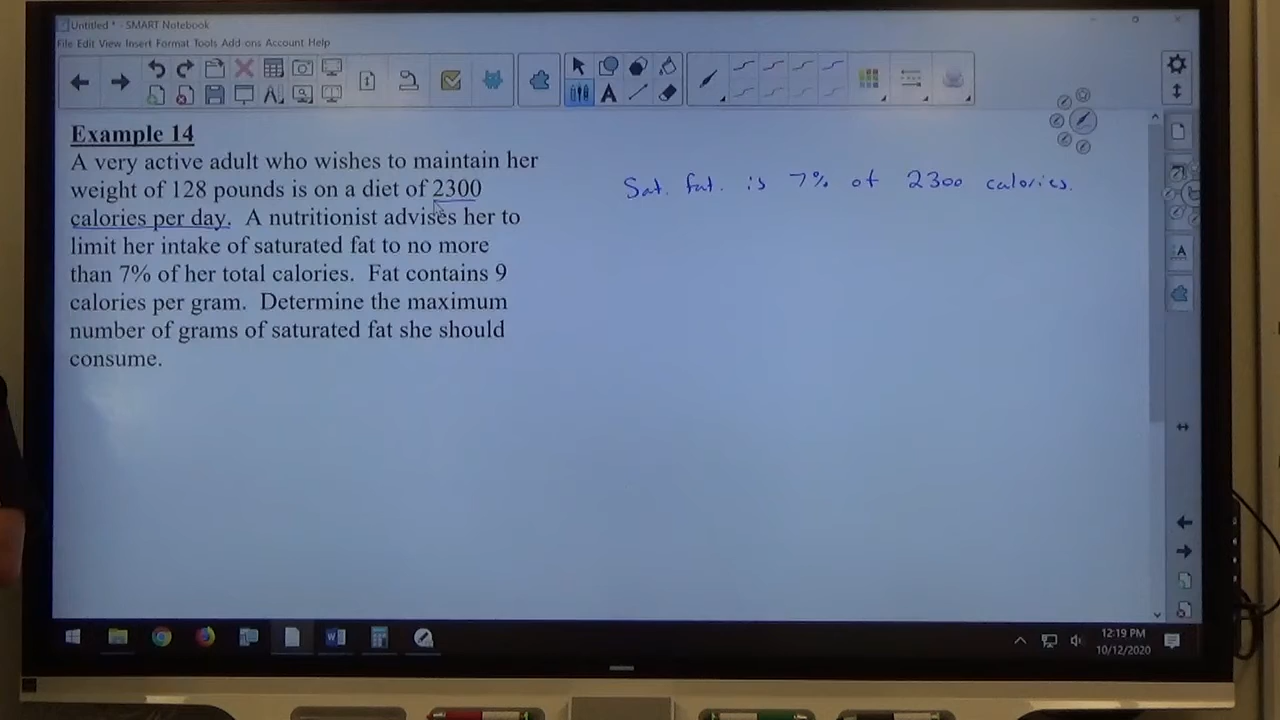 Untitled * - SMART Notebook
File Edit View Insert Format Tools Add-ons Account Help
Example 14
A very active adult who wishes to maintain her
weight of 128 pounds is on a diet of 2300
calories per day. A nutritionist advises her to
limit her intake of saturated fat to no more
than 7% of her total calories. Fat contains 9
calories per gram. Determine the maximum
number of grams of saturated fat she should
consume.
Sat. fat. is 7% of 2300 calories.
12:19 PM
10/12/2020